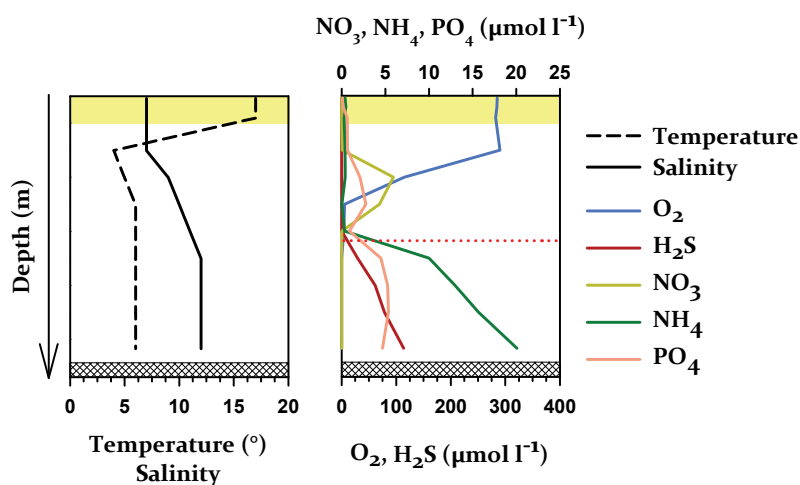 NO₃, NH₄, PO₄ (µmol l⁻¹)
0 5 10 15 20 25
Depth (m)
Temperature
Salinity
O₂
H₂S
NO₃
NH₄
PO₄
0 5 10 15 20
0 100 200 300 400
Temperature (°)
Salinity
O₂, H₂S (µmol l⁻¹)